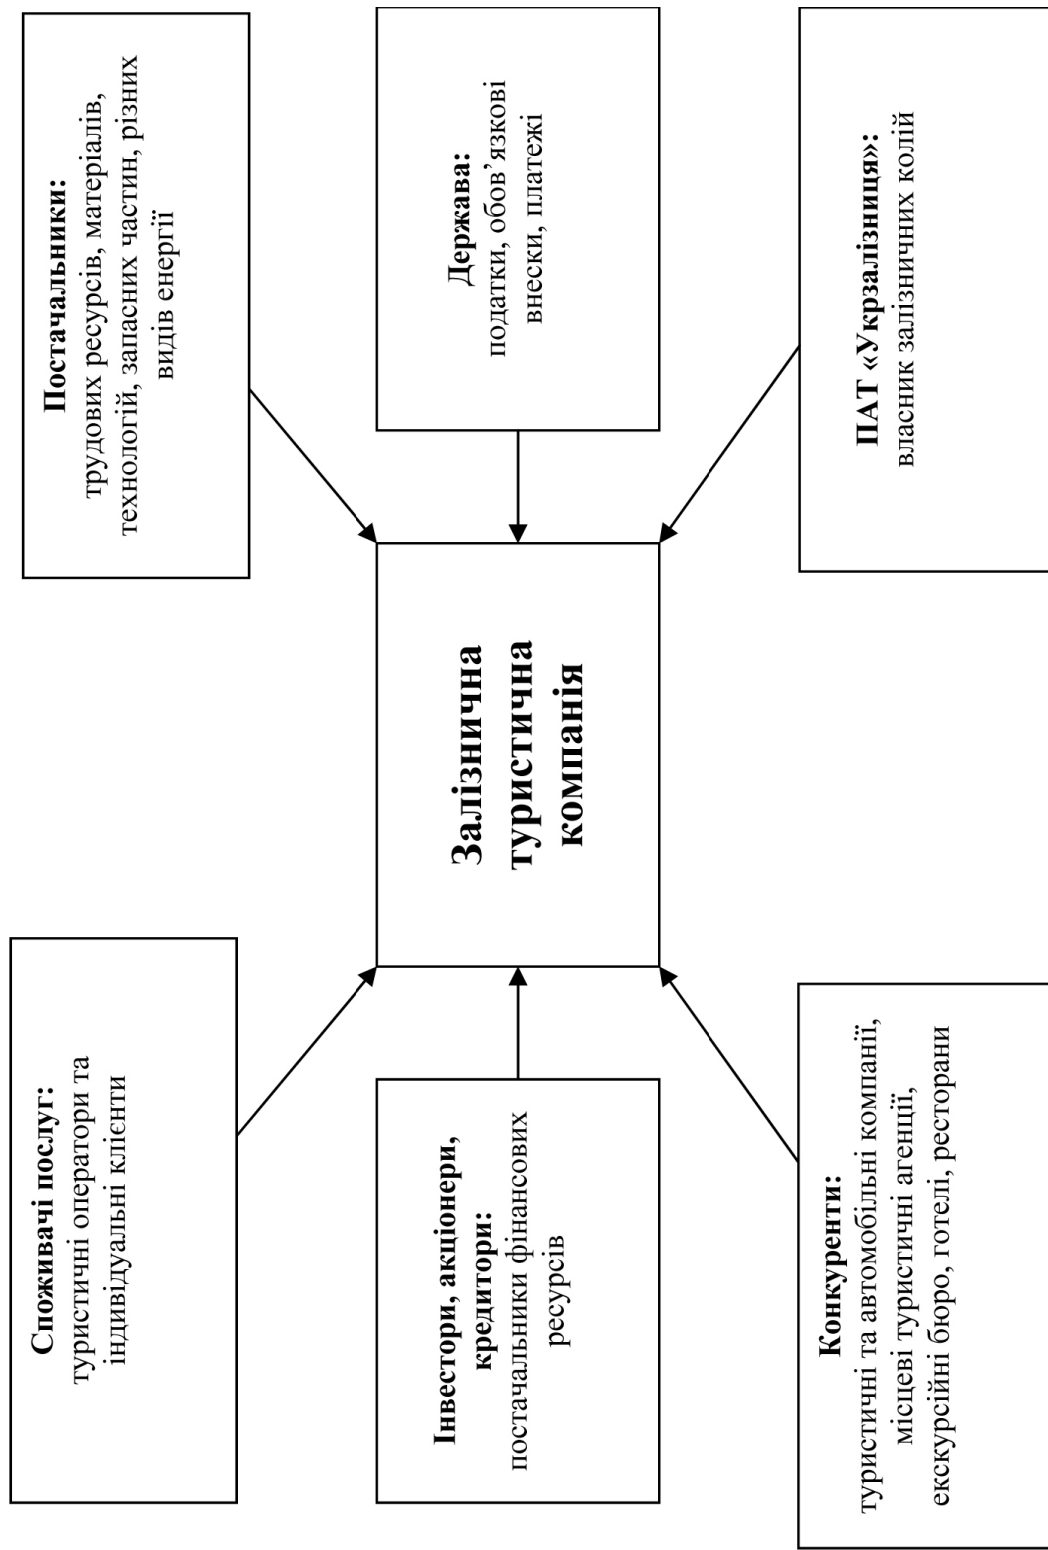 Споживачі послуг:
туристичні оператори та
індивідуальні клієнти
Постачальники:
трудових ресурсів, матеріалів,
технологій, запасних частин, різних
видів енергії
Інвестори, акціонери,
кредитори:
постачальники фінансових
ресурсів
Залізнична
туристична
компанія
Держава:
податки, обов’язкові
внески, платежі
Конкуренти:
туристичні та автомобільні компанії,
місцеві туристичні агенції,
екскурсійні бюро, готелі, ресторани
ПАТ «Укрзалізниця»:
власник залізничних колій